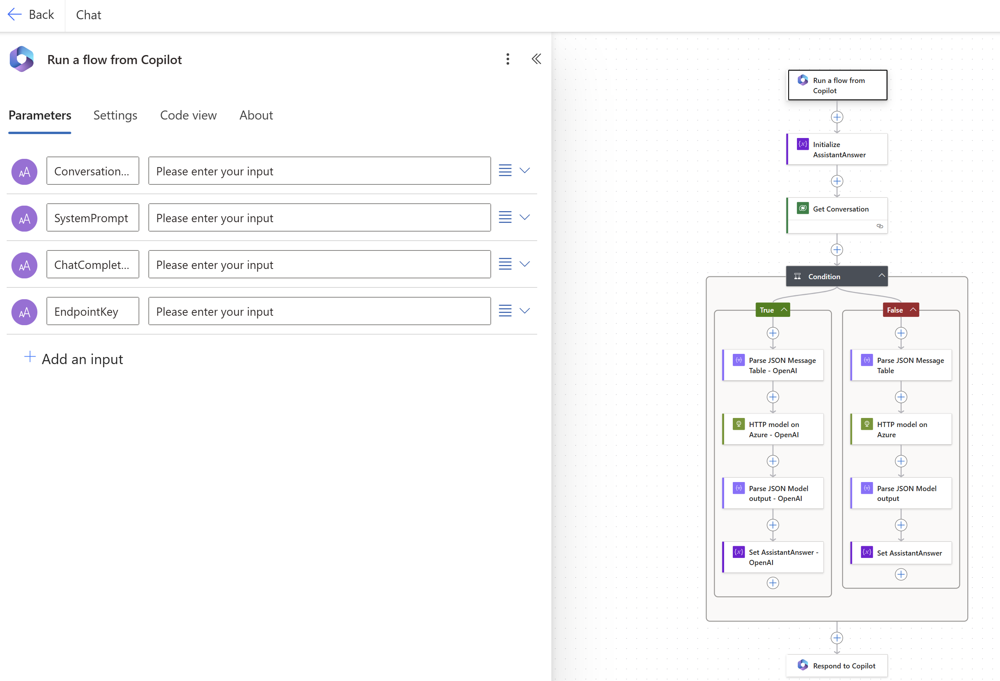 Back
Chat
Run a flow from Copilot
Parameters
Settings
Code view
About
Conversation...
Please enter your input
SystemPrompt
Please enter your input
ChatComplet...
Please enter your input
EndpointKey
Please enter your input
Add an input
Run a flow from
Copilot
Initialize
AssistantAnswer
Get Conversation
Condition
True
False
Parse JSON Message
Table - OpenAI
Parse JSON Message
Table
HTTP model on
Azure - OpenAI
HTTP model on
Azure
Parse JSON Model
output - OpenAI
Parse JSON Model
output
Set AssistantAnswer -
OpenAI
Set AssistantAnswer
Respond to Copilot